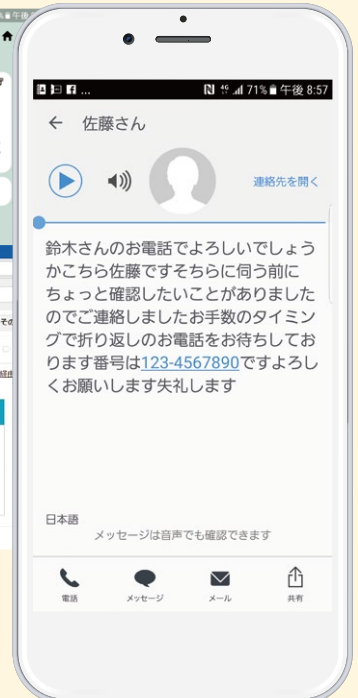 71% 午後 8:57
佐藤さん
連絡先を開く
鈴木さんのお電話でよろしいでしょう
かこちら佐藤ですそちらに伺う前に
ちょっと確認したいことがありました
のでご連絡しましたお手数のタイミン
グで折り返しのお電話をお待ちしてお
ります番号は123-4567890ですよろし
くお願いします失礼します
日本語
メッセージは音声でも確認できます
電話 メッセージ メール 共有